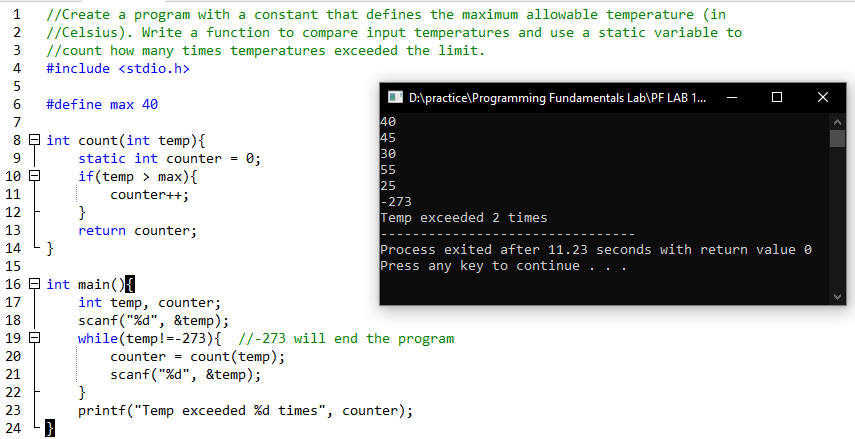 1 //Create a program with a constant that defines the maximum allowable temperature (in
2 //Celsius). Write a function to compare input temperatures and use a static variable to
3 //count how many times temperatures exceeded the limit.
4 #include <stdio.h>
5
6 #define max 40
7
8 int count(int temp){
9     static int counter = 0;
10     if(temp > max){
11         counter++;
12     }
13     return counter;
14 }
15
16 int main(){
17     int temp, counter;
18     scanf("%d", &temp);
19     while(temp!=-273){  //-273 will end the program
20         counter = count(temp);
21         scanf("%d", &temp);
22     }
23     printf("Temp exceeded %d times", counter);
24 }
D:\practice\Programming Fundamentals Lab\PF LAB 1...
40
45
30
55
25
-273
Temp exceeded 2 times
--------------------------------
Process exited after 11.23 seconds with return value 0
Press any key to continue . . .